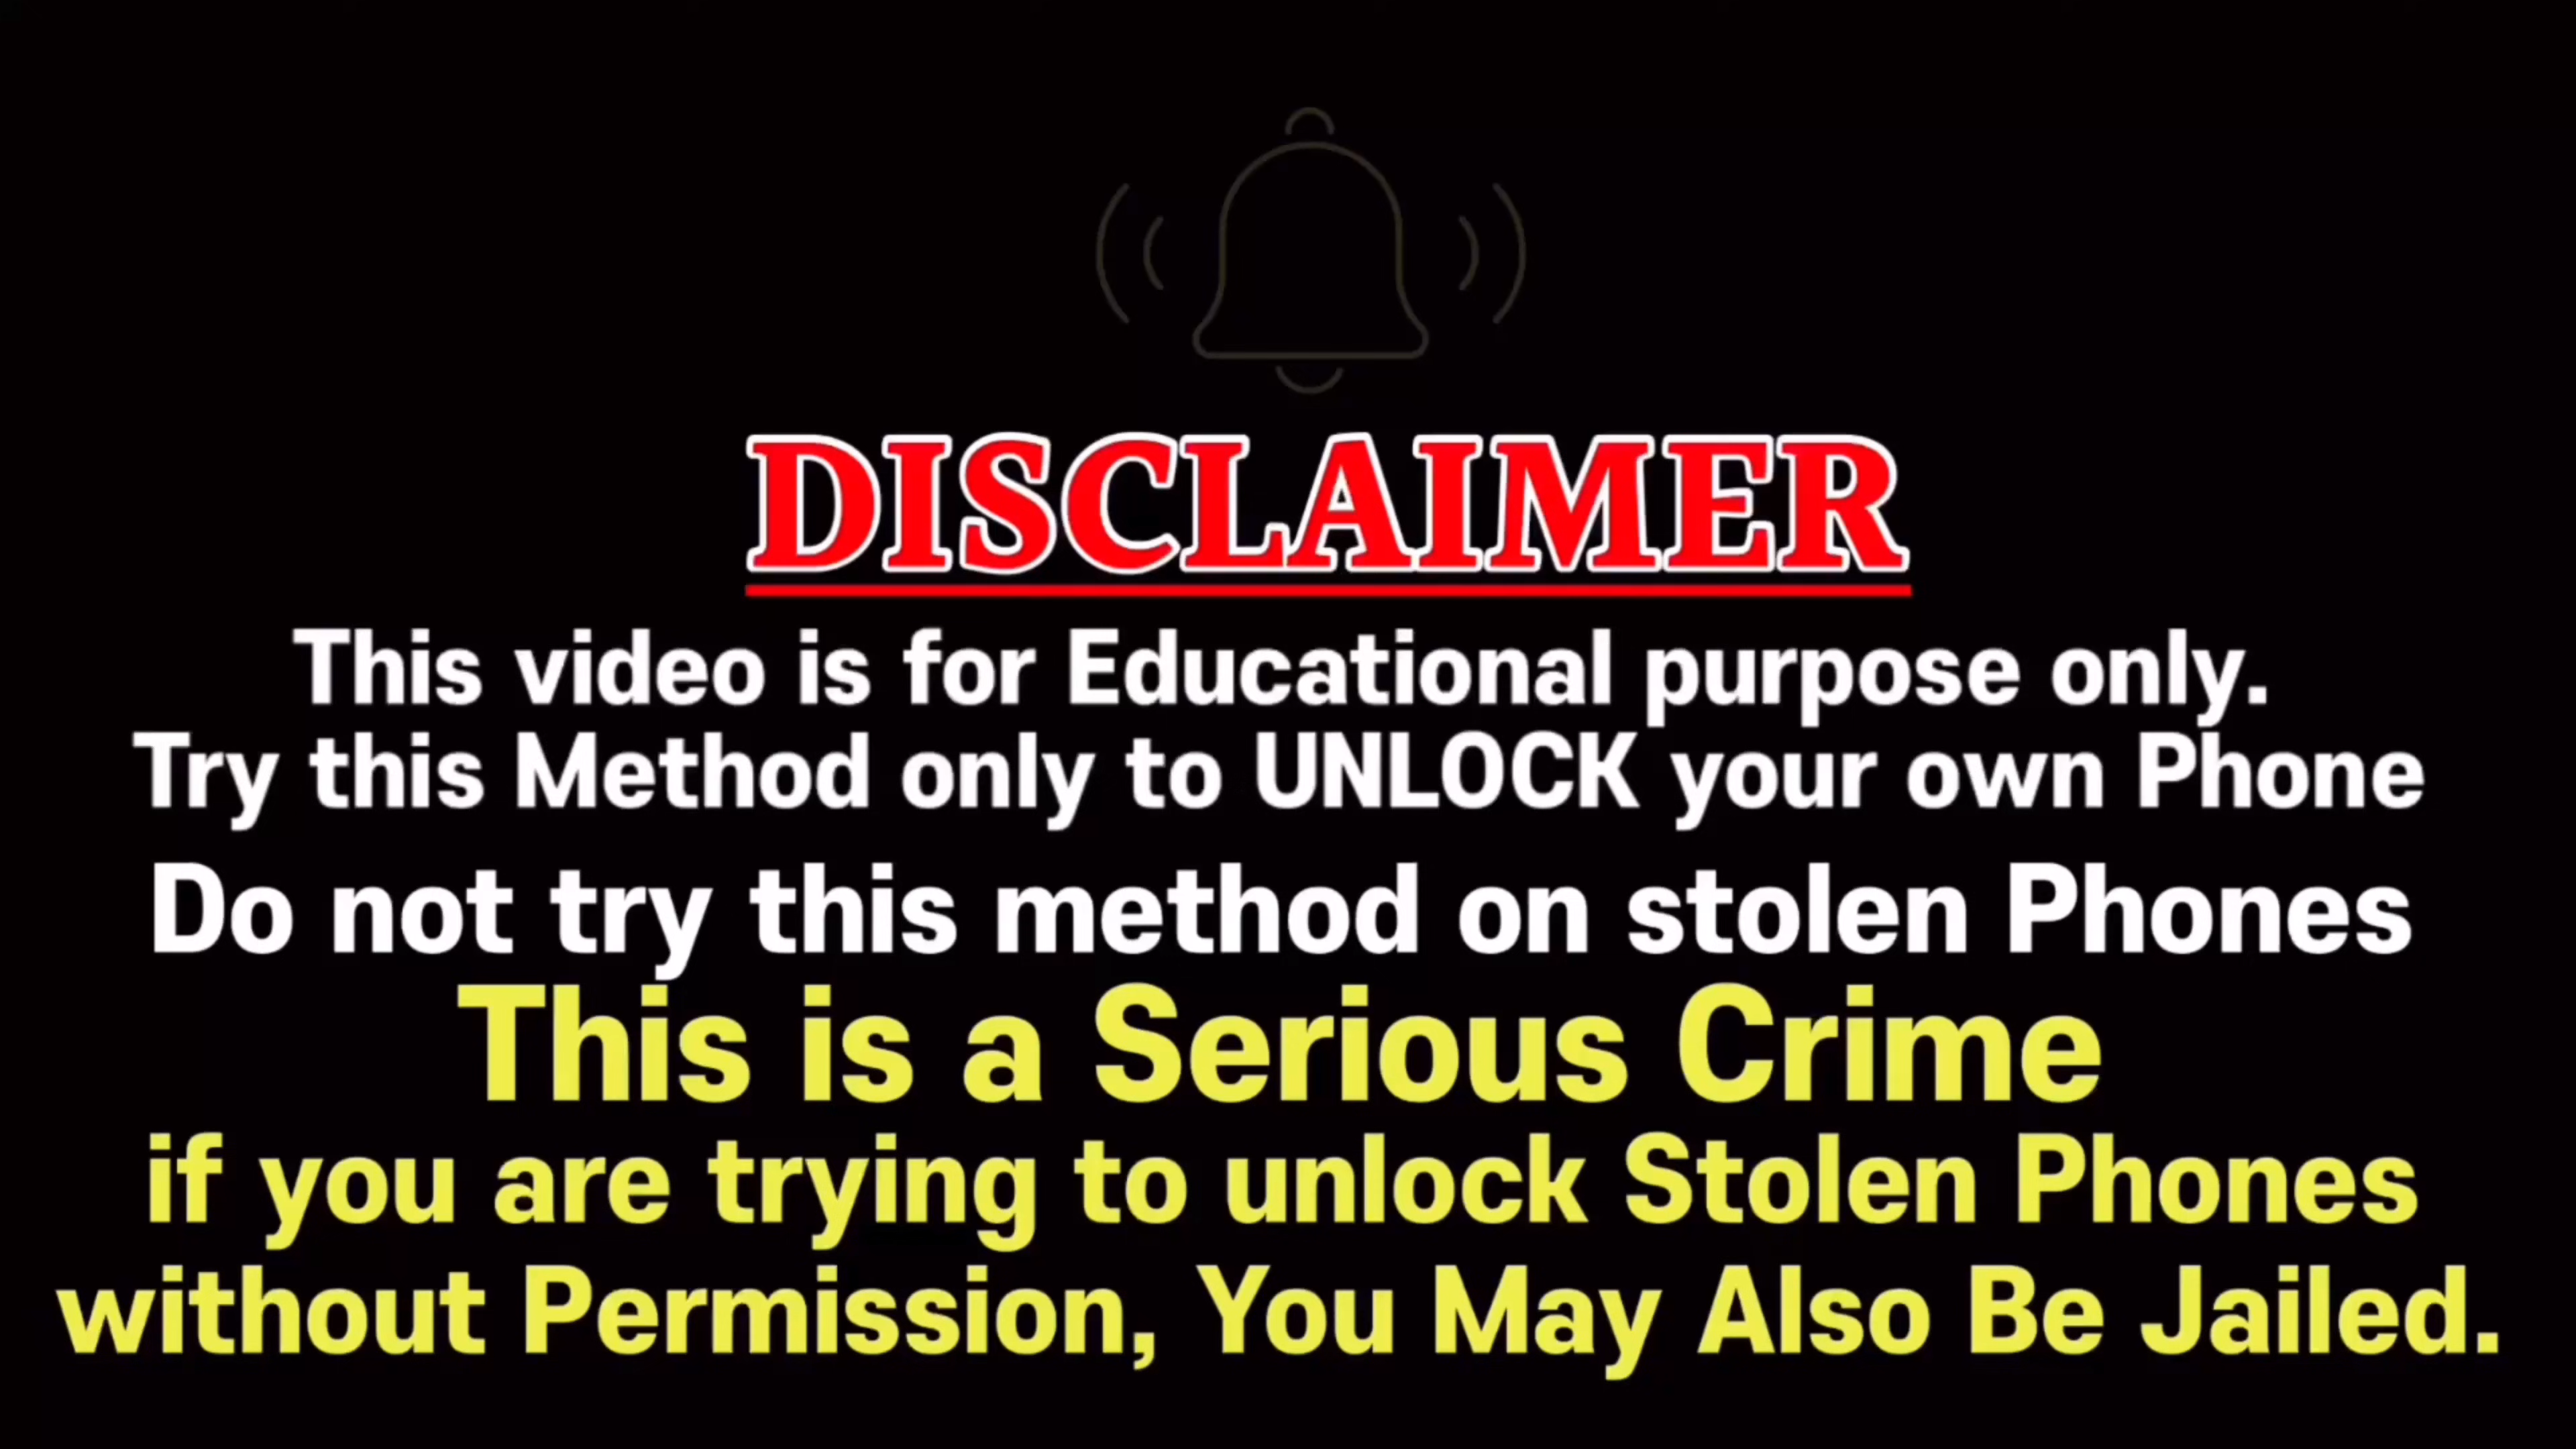 DISCLAIMER
This video is for Educational purpose only.
Try this Method only to UNLOCK your own Phone
Do not try this method on stolen Phones
This is a Serious Crime
if you are trying to unlock Stolen Phones
without Permission, You May Also Be Jailed.